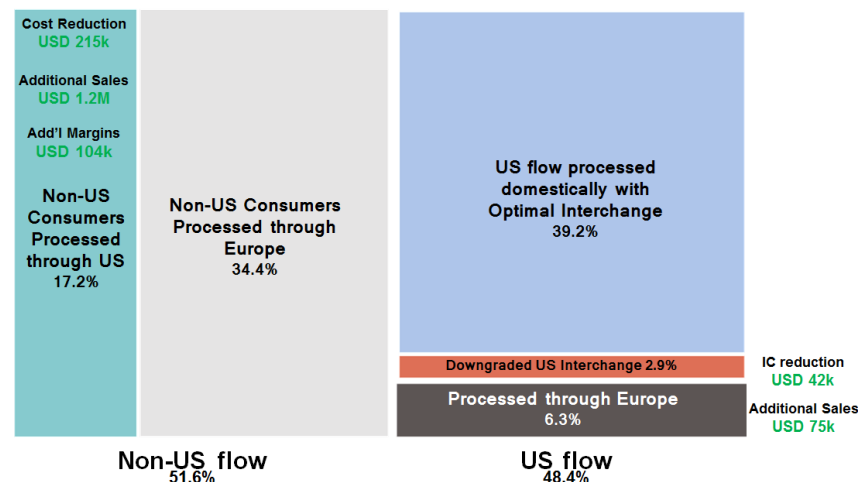 Cost Reduction
USD 215k
Additional Sales
USD 1.2M
Add'l Margins
USD 104k
Non-US
Consumers
Processed
through US
17.2%
Non-US Consumers
Processed through
Europe
34.4%
US flow processed
domestically with
Optimal Interchange
39.2%
Downgraded US Interchange 2.9%
IC reduction
USD 42k
Processed through Europe
6.3%
Additional Sales
USD 75k
Non-US flow
51.6%
US flow
48.4%